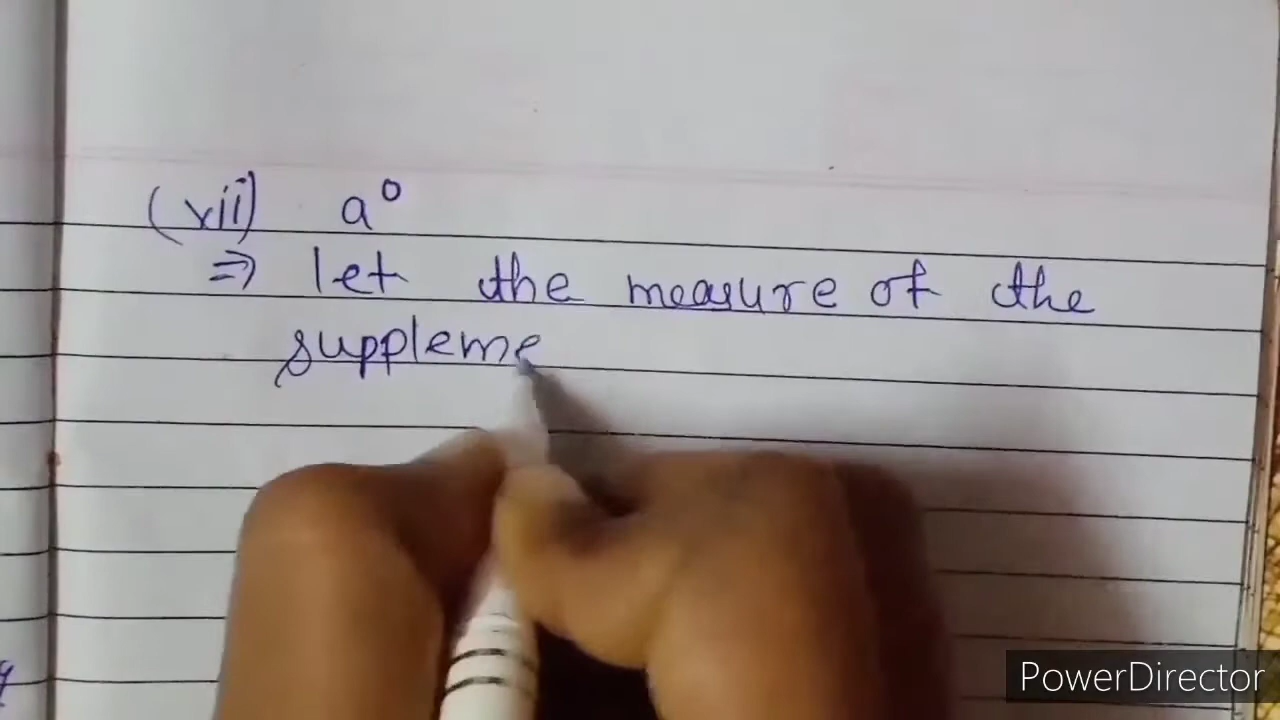 (xii) a°
⇒ let the measure of the
suppleme
PowerDirector